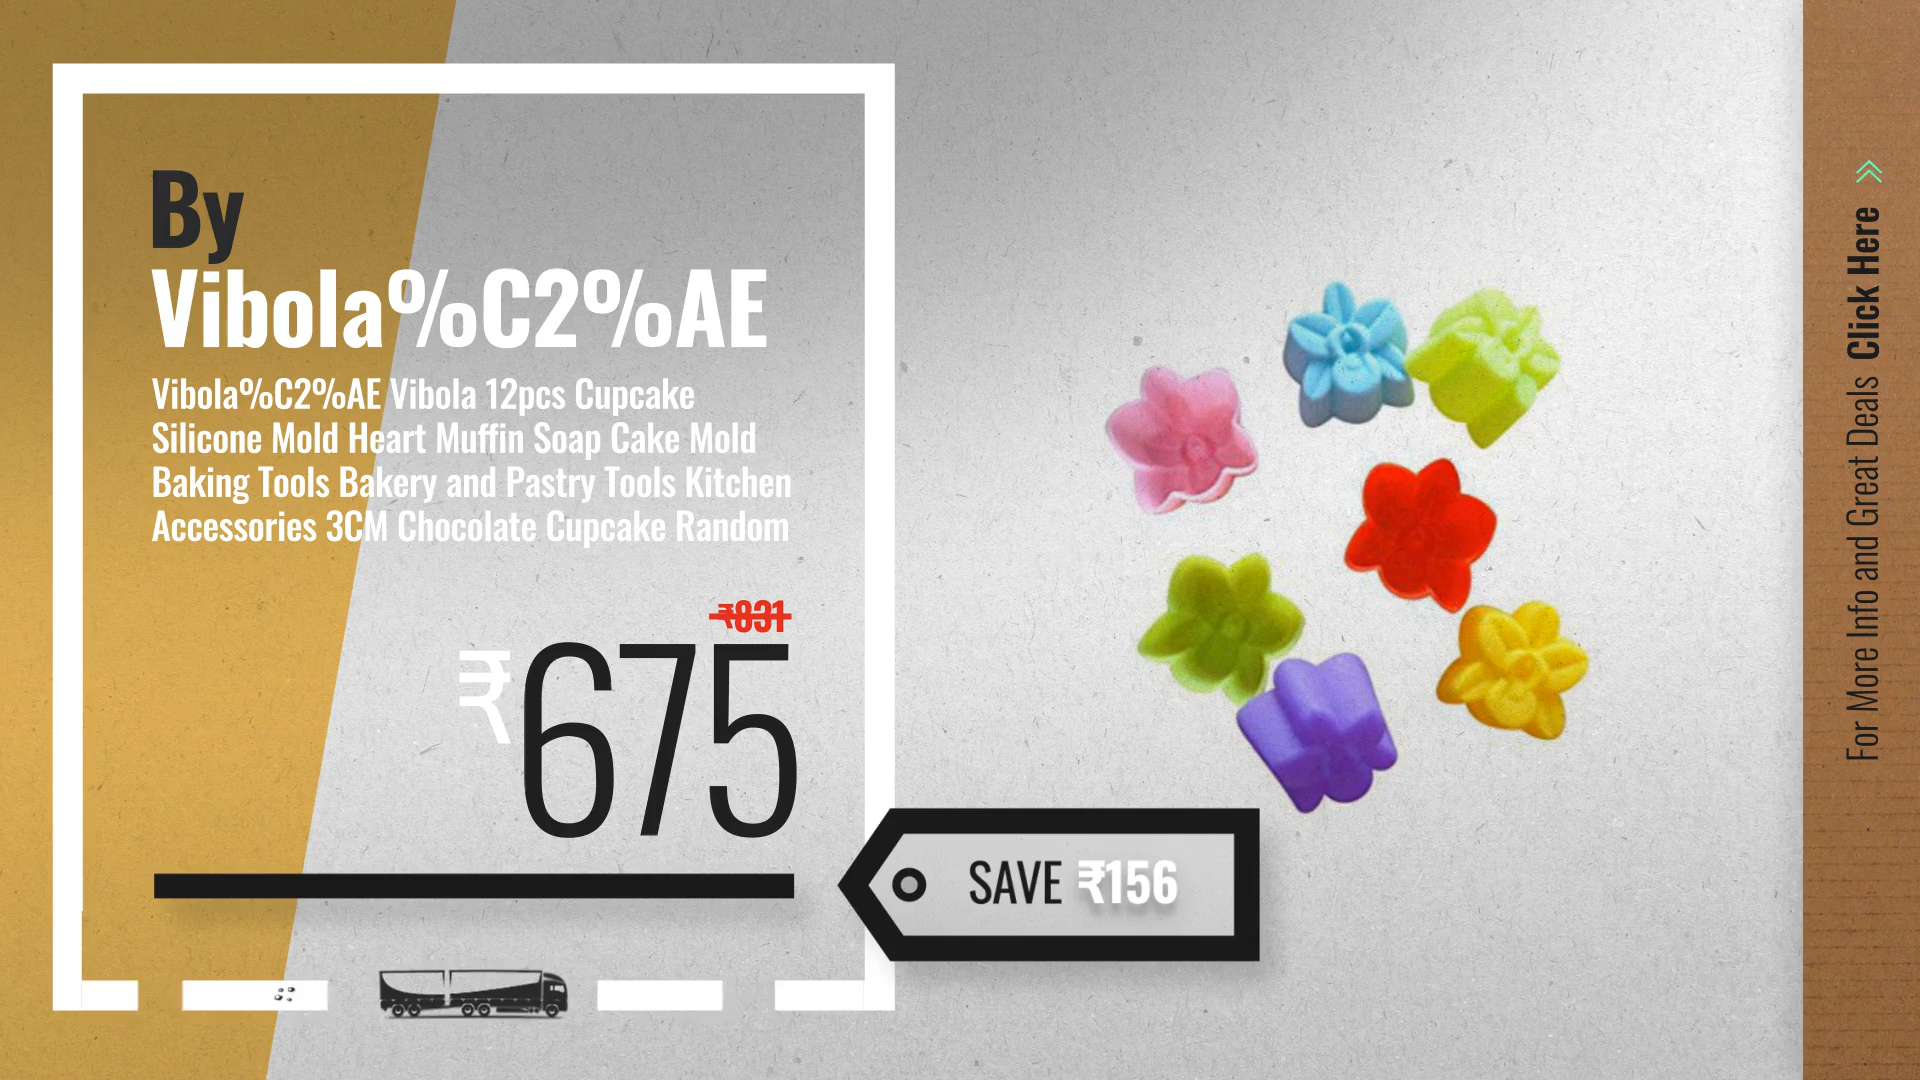 By
Vibola%C2%AE
Vibola%C2%AE Vibola 12pcs Cupcake
Silicone Mold Heart Muffin Soap Cake Mold
Baking Tools Bakery and Pastry Tools Kitchen
Accessories 3CM Chocolate Cupcake Random
₹831
₹675
SAVE ₹156
For More Info and Great Deals Click Here